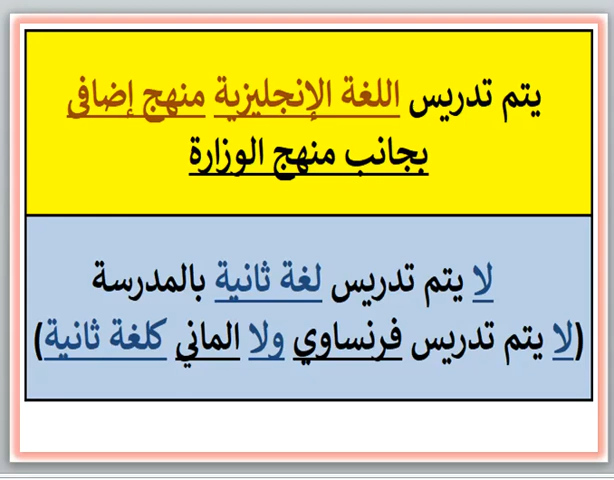 يتم تدريس اللغة الإنجليزية منهج إضافى
بجانب منهج الوزارة
لا يتم تدريس لغة ثانية بالمدرسة
(لا يتم تدريس فرنساوي ولا الماني كلغة ثانية)